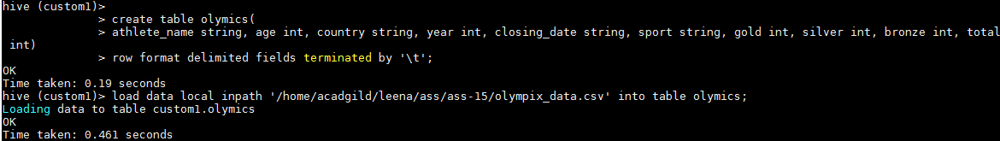 hive (custom1)>
> create table olymics(
> athlete_name string, age int, country string, year int, closing_date string, sport string, gold int, silver int, bronze int, total
int)
> row format delimited fields terminated by '\t';
OK
Time taken: 0.19 seconds
hive (custom1)> load data local inpath '/home/acadgild/leena/ass/ass-15/olympix_data.csv' into table olymics;
Loading data to table custom1.olymics
OK
Time taken: 0.461 seconds